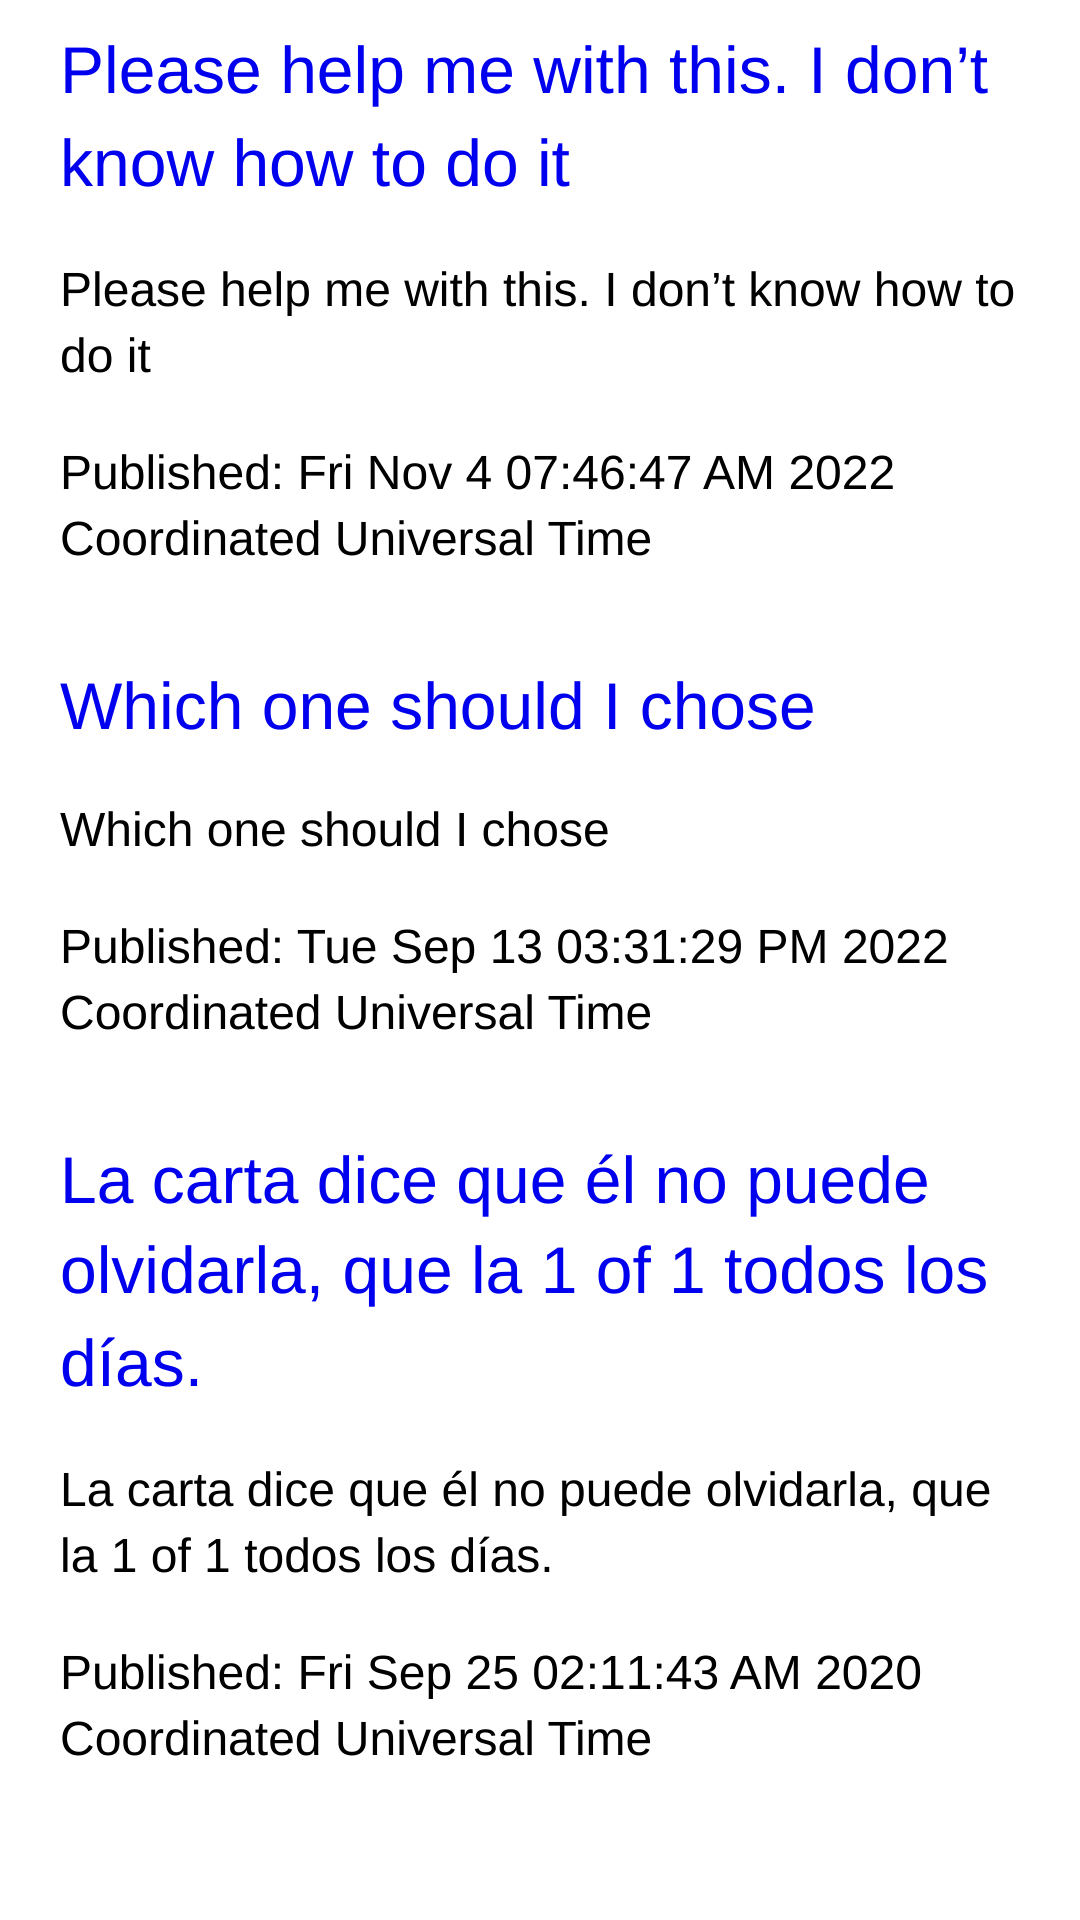 Please help me with this. I don’t
know how to do it
Please help me with this. I don’t know how to
do it
Published: Fri Nov 4 07:46:47 AM 2022
Coordinated Universal Time
Which one should I chose
Which one should I chose
Published: Tue Sep 13 03:31:29 PM 2022
Coordinated Universal Time
La carta dice que él no puede
olvidarla, que la 1 of 1 todos los
días.
La carta dice que él no puede olvidarla, que
la 1 of 1 todos los días.
Published: Fri Sep 25 02:11:43 AM 2020
Coordinated Universal Time